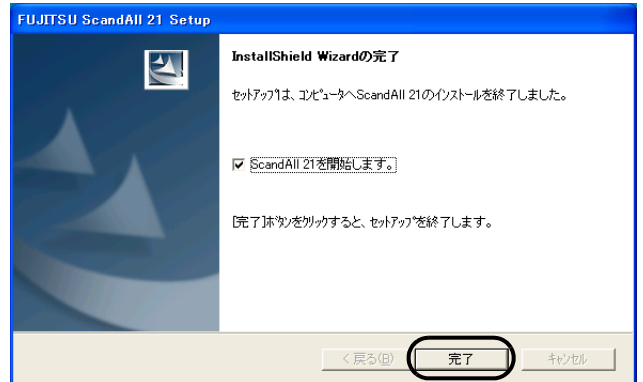 FUJITSU ScandAll 21 Setup
InstallShield Wizardの完了
ｾｯﾄｱｯﾌﾟは、ｺﾝﾋﾟｭｰﾀへScandAll 21のｲﾝｽﾄｰﾙを終了しました。
ScandAll 21を開始します。
[完了]ﾎﾞﾀﾝをｸﾘｯｸすると、ｾｯﾄｱｯﾌﾟを終了します。
< 戻る(B)
完了
ｷｬﾝｾﾙ